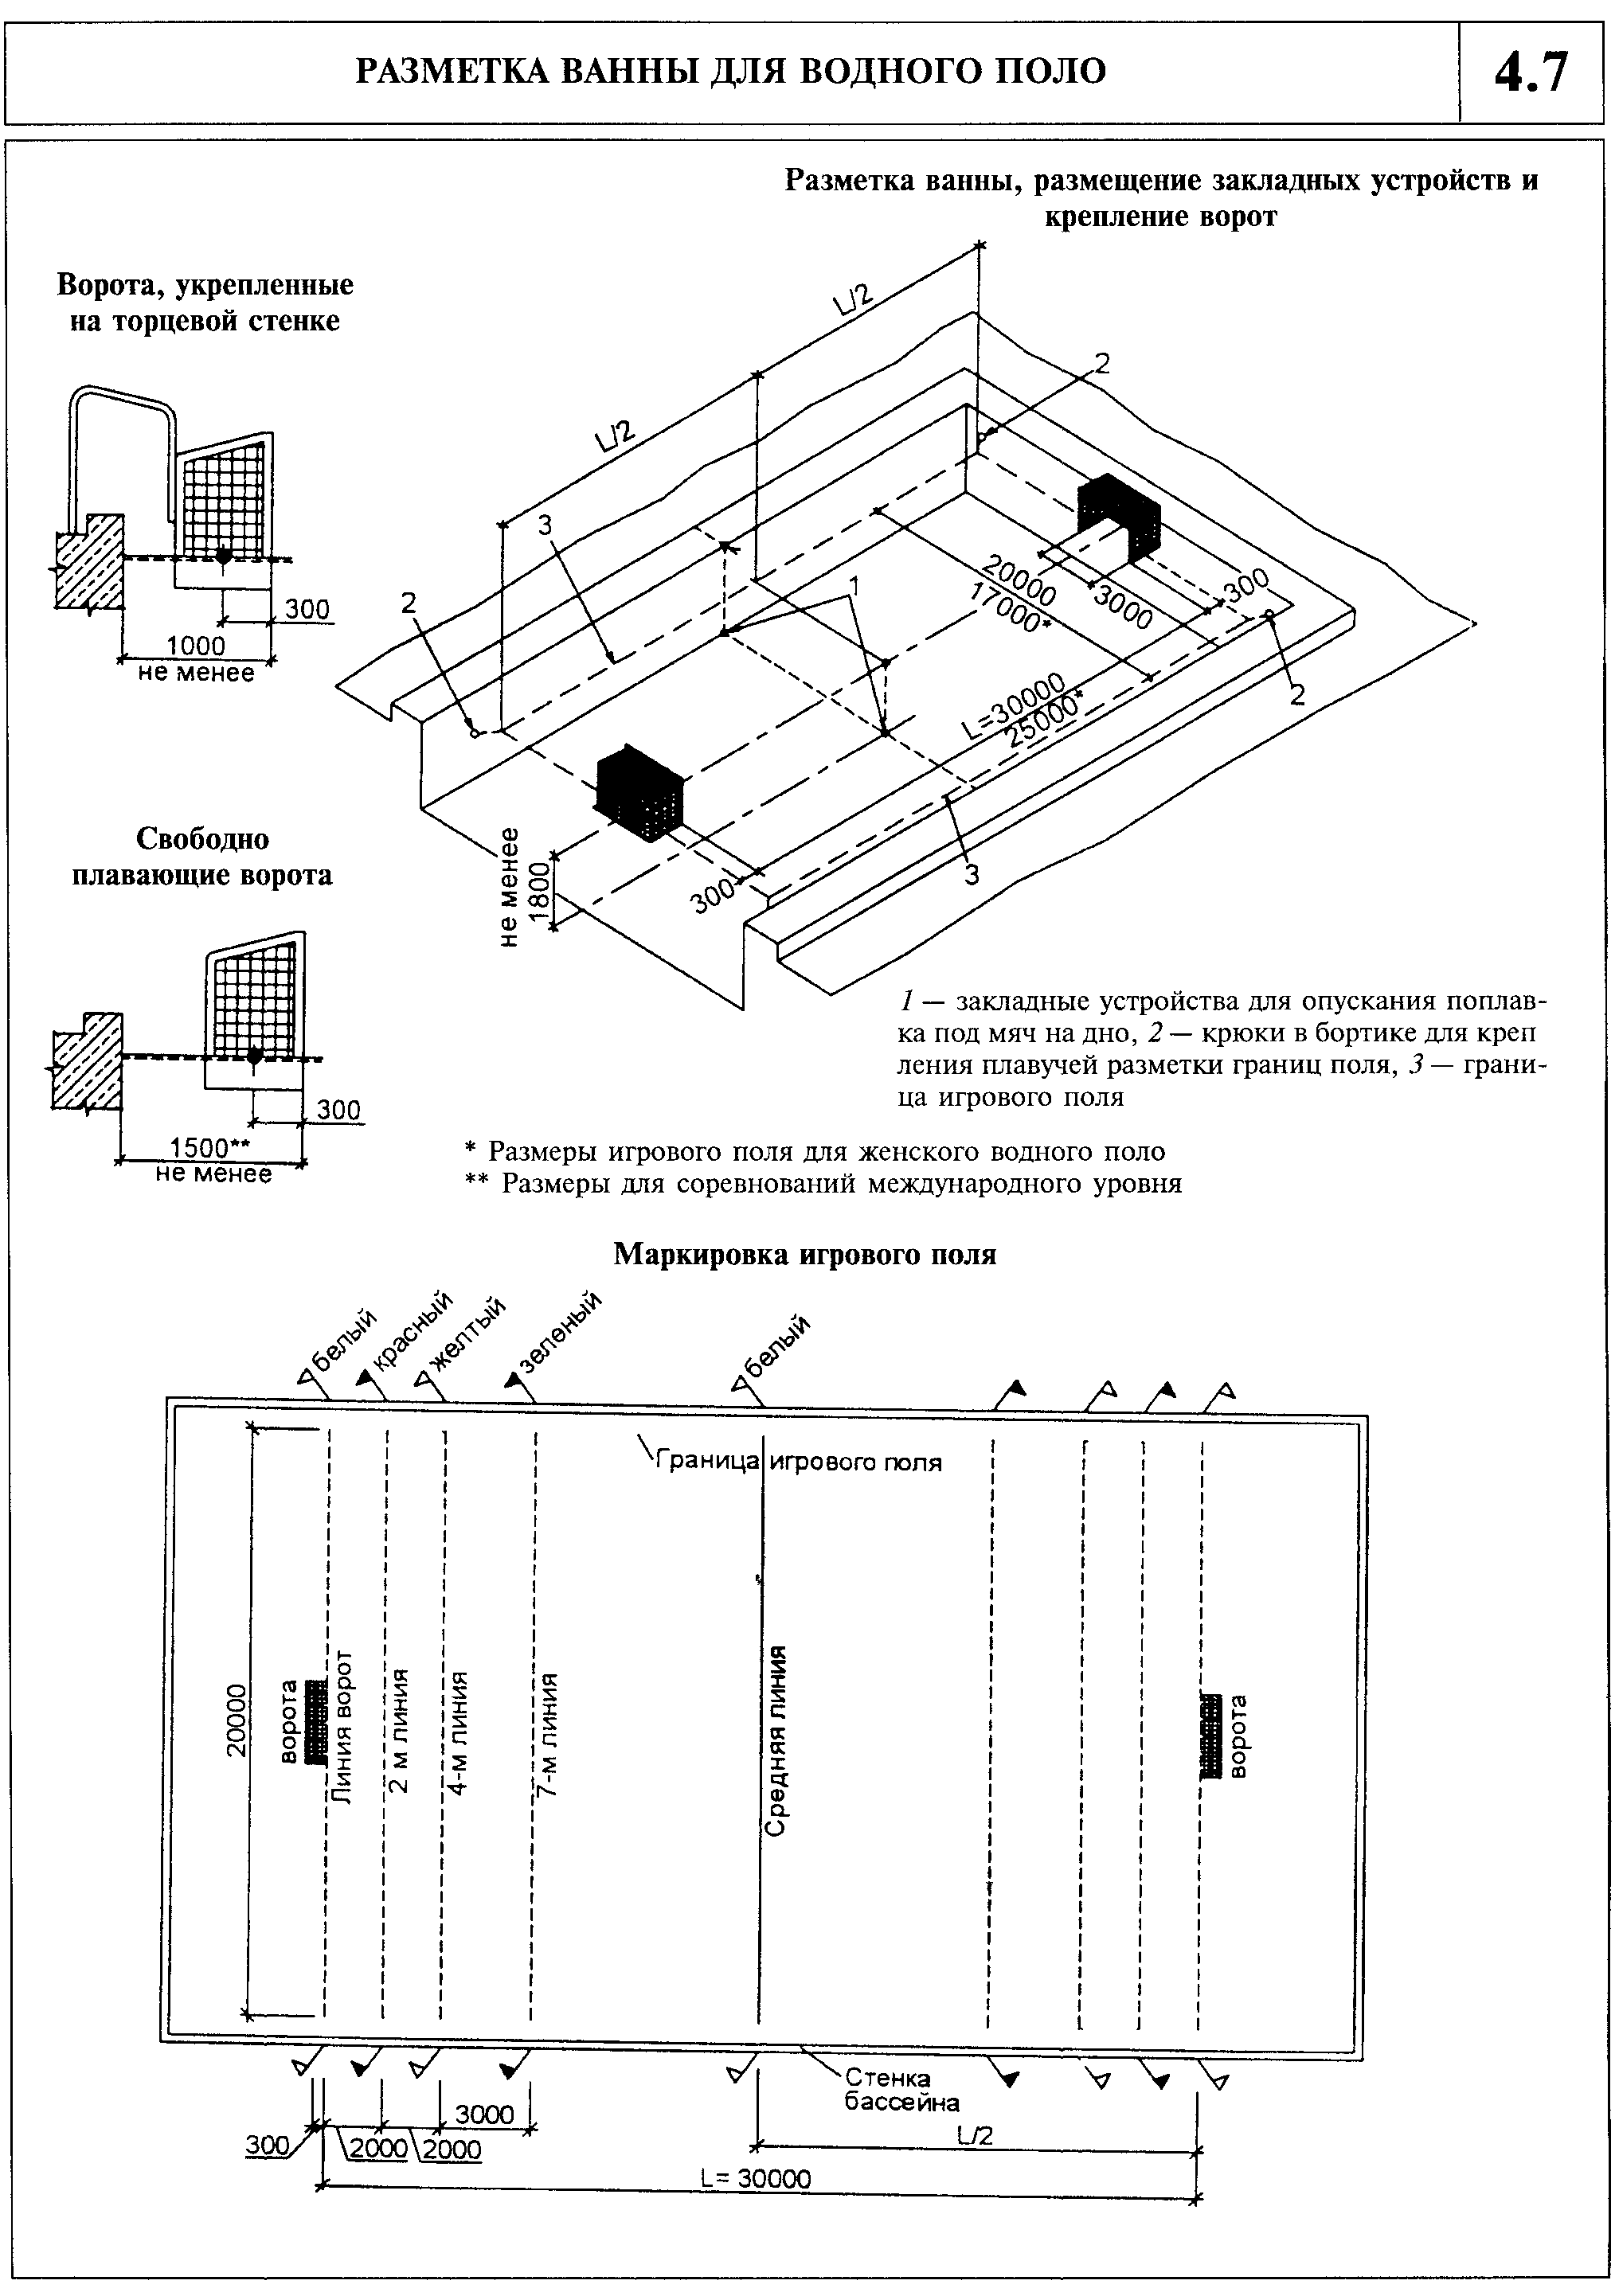 РАЗМЕТКА ВАННЫ ДЛЯ ВОДНОГО ПОЛО
4.7
Разметка ванны, размещение закладных устройств и
крепление ворот
Ворота, укрепленные
на торцевой стенке
300
1000
не менее
L/2
L/2
2
3
1
2
20000
17000*
3000
300
2
L=30000
25000*
3
300
не менее
1800
Свободно
плавающие ворота
300
1500**
не менее
1 — закладные устройства для опускания поплав-
ка под мяч на дно, 2 — крюки в бортике для креп
ления плавучей разметки границ поля, 3 — грани-
ца игрового поля
* Размеры игрового поля для женского водного поло
** Размеры для соревнований международного уровня
Маркировка игрового поля
белый
красный
желтый
зеленый
белый
Граница игрового поля
20000
ворота
Линия ворот
2 м линия
4-м линия
7-м линия
Средняя линия
ворота
Стенка
бассейна
300
2000
2000
3000
L/2
L= 30000